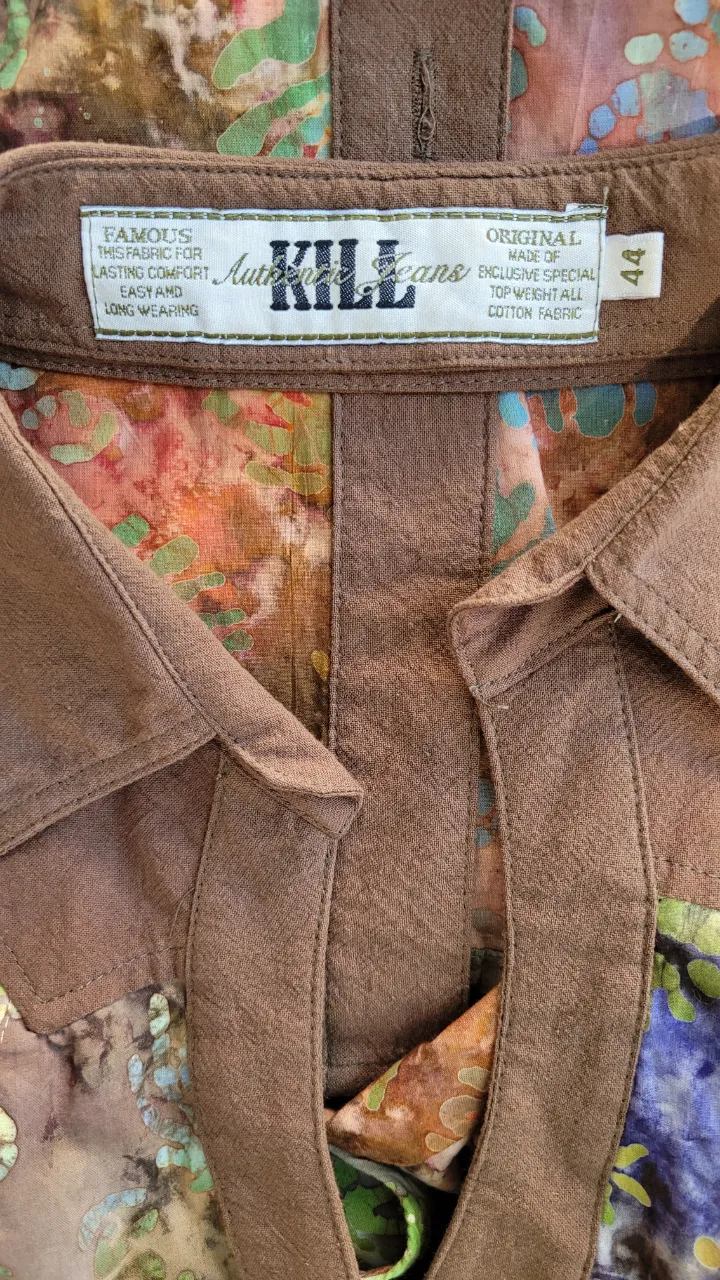 FAMOUS
THIS FABRIC FOR
LASTING COMFORT
EASY AMD
LONG WEARING
KILL
Authentic Jeans
ORIGINAL
MADE OF
EXCLUSIVE SPECIAL
TOP WEIGHT ALL
COTTON FABRIC
44